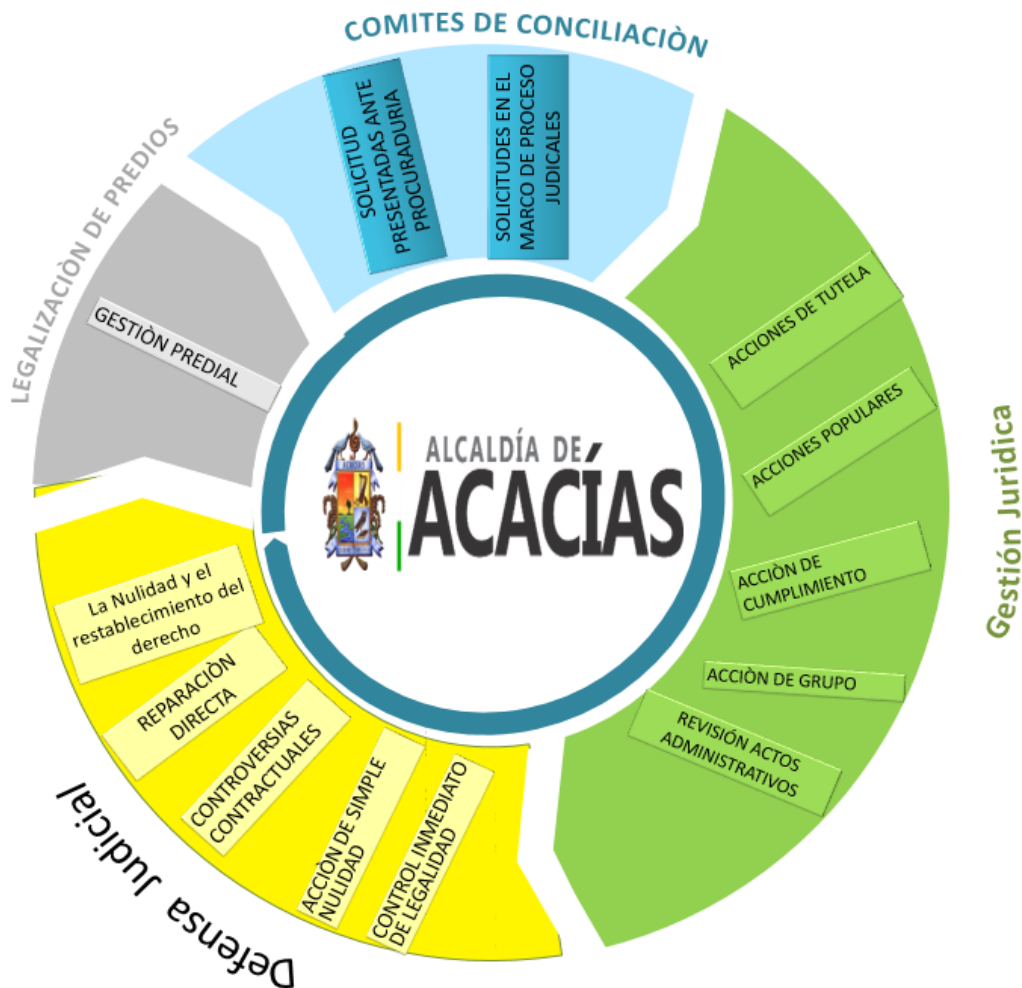 COMITES DE CONCILIACIÒN
SOLICITUD
PRESENTADAS ANTE
PROCURADURIA
SOLICITUDES EN EL
MARCO DE PROCESO
JUDICALES
Gestión Juridica
ACCIONES DE TUTELA
ACCIONES POPULARES
ACCIÒN DE
CUMPLIMIENTO
ACCIÒN DE GRUPO
REVISIÓN ACTOS
ADMINISTRATIVOS
Defensa Judicial
CONTROL INMEDIATO
DE LEGALIDAD
ACCIÒN DE SIMPLE
NULIDAD
CONTROVERSIAS
CONTRACTUALES
REPARACIÒN
DIRECTA
La Nulidad y el
restablecimiento del
derecho
LEGALIZACIÒN DE PREDIOS
GESTIÒN PREDIAL
ALCALDÍA DE
ACACÍAS